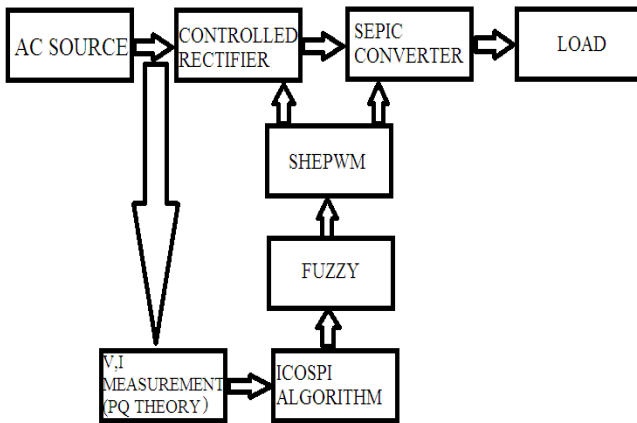 AC SOURCE
CONTROLLED
RECTIFIER
SEPIC
CONVERTER
LOAD
SHEPWM
FUZZY
V,I
MEASUREMENT
(PQ THEORY)
ICOSPI
ALGORITHM